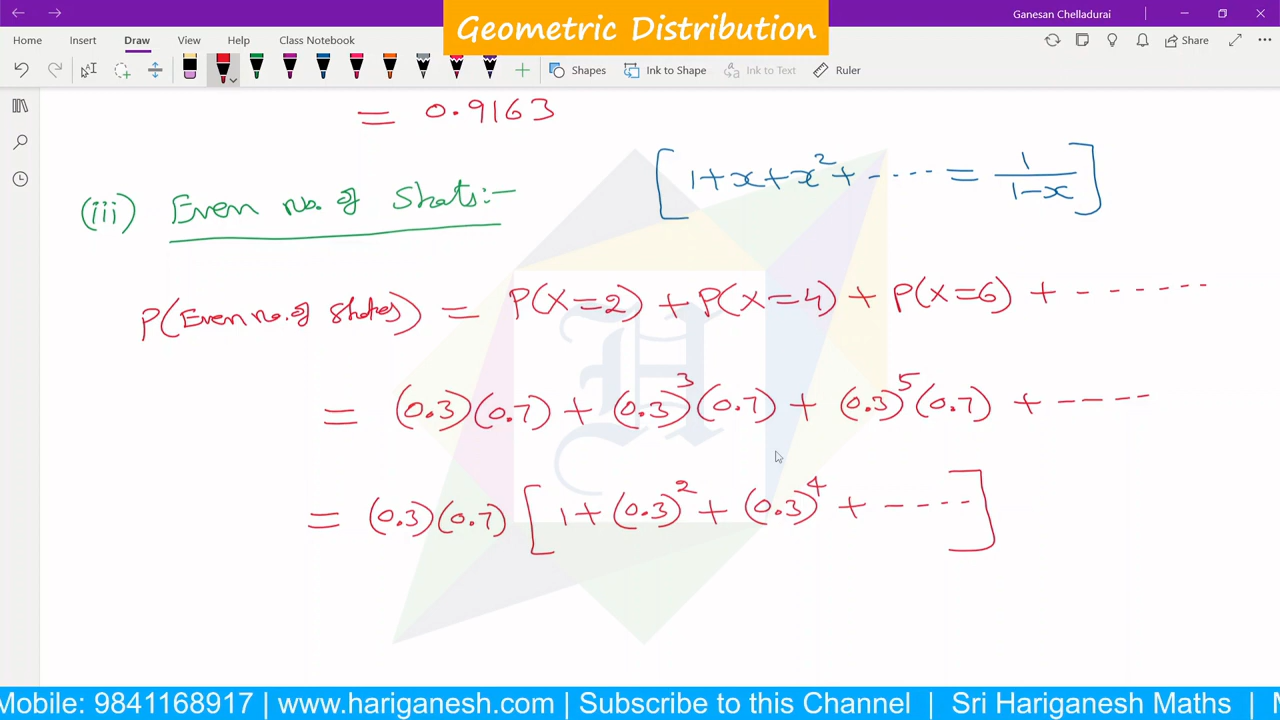 Geometric Distribution
Ganesan Chelladurai
Home Insert Draw View Help Class Notebook Share
Shapes Ink to Shape Ink to Text Ruler
= 0.9163
[1+x+x²+ ---- = 1/(1-x)]
(iii) Even no. of Shots:-
P(Even no. of Shots) = P(X=2) + P(X=4) + P(X=6) + -------
= (0.3)(0.7) + (0.3)³(0.7) + (0.3)⁵(0.7) + ----
= (0.3)(0.7) [1 + (0.3)² + (0.3)⁴ + -----]
H
Mobile: 9841168917 | www.hariganesh.com | Subscribe to this Channel | Sri Hariganesh Maths | M